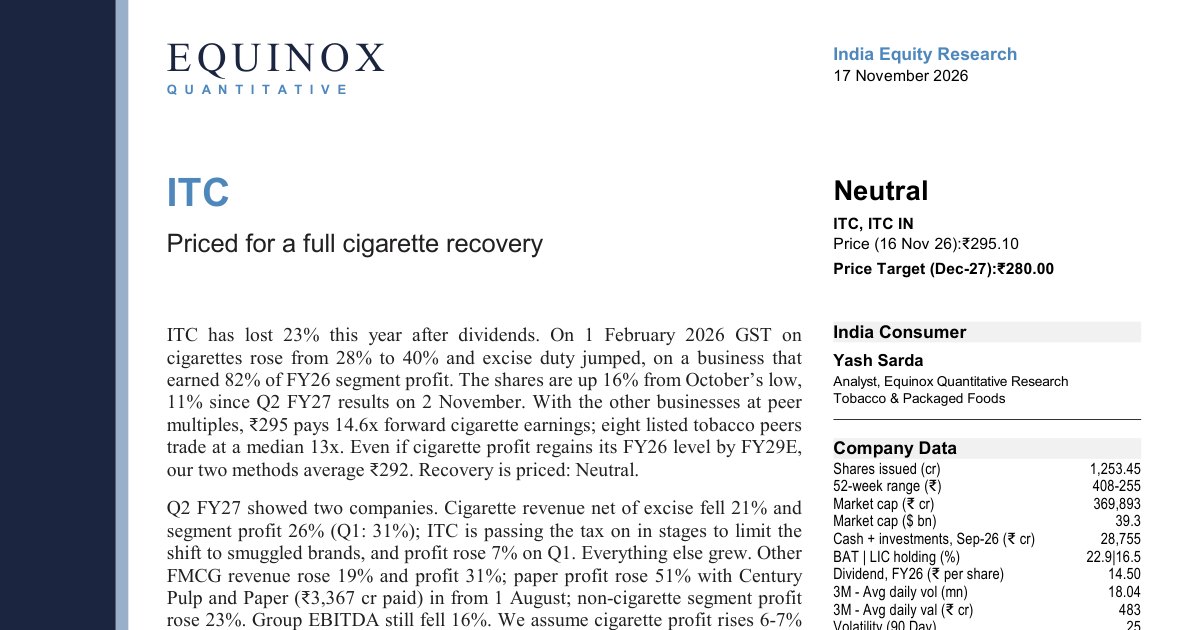 EQUINOX
QUANTITATIVE
India Equity Research
17 November 2026
ITC
Priced for a full cigarette recovery
Neutral
ITC, ITC IN
Price (16 Nov 26):₹295.10
Price Target (Dec-27):₹280.00
ITC has lost 23% this year after dividends. On 1 February 2026 GST on
cigarettes rose from 28% to 40% and excise duty jumped, on a business that
earned 82% of FY26 segment profit. The shares are up 16% from October’s low,
11% since Q2 FY27 results on 2 November. With the other businesses at peer
multiples, ₹295 pays 14.6x forward cigarette earnings; eight listed tobacco peers
trade at a median 13x. Even if cigarette profit regains its FY26 level by FY29E,
our two methods average ₹292. Recovery is priced: Neutral.
Q2 FY27 showed two companies. Cigarette revenue net of excise fell 21% and
segment profit 26% (Q1: 31%); ITC is passing the tax on in stages to limit the
shift to smuggled brands, and profit rose 7% on Q1. Everything else grew. Other
FMCG revenue rose 19% and profit 31%; paper profit rose 51% with Century
Pulp and Paper (₹3,367 cr paid) in from 1 August; non-cigarette segment profit
rose 23%. Group EBITDA still fell 16%. We assume cigarette profit rises 6-7%
India Consumer
Yash Sarda
Analyst, Equinox Quantitative Research
Tobacco & Packaged Foods
Company Data
Shares issued (cr) 1,253.45
52-week range (₹) 408-255
Market cap (₹ cr) 369,893
Market cap ($ bn) 39.3
Cash + investments, Sep-26 (₹ cr) 28,755
BAT | LIC holding (%) 22.9|16.5
Dividend, FY26 (₹ per share) 14.50
3M - Avg daily vol (mn) 18.04
3M - Avg daily val (₹ cr) 483
Volatility (90 Day) 25